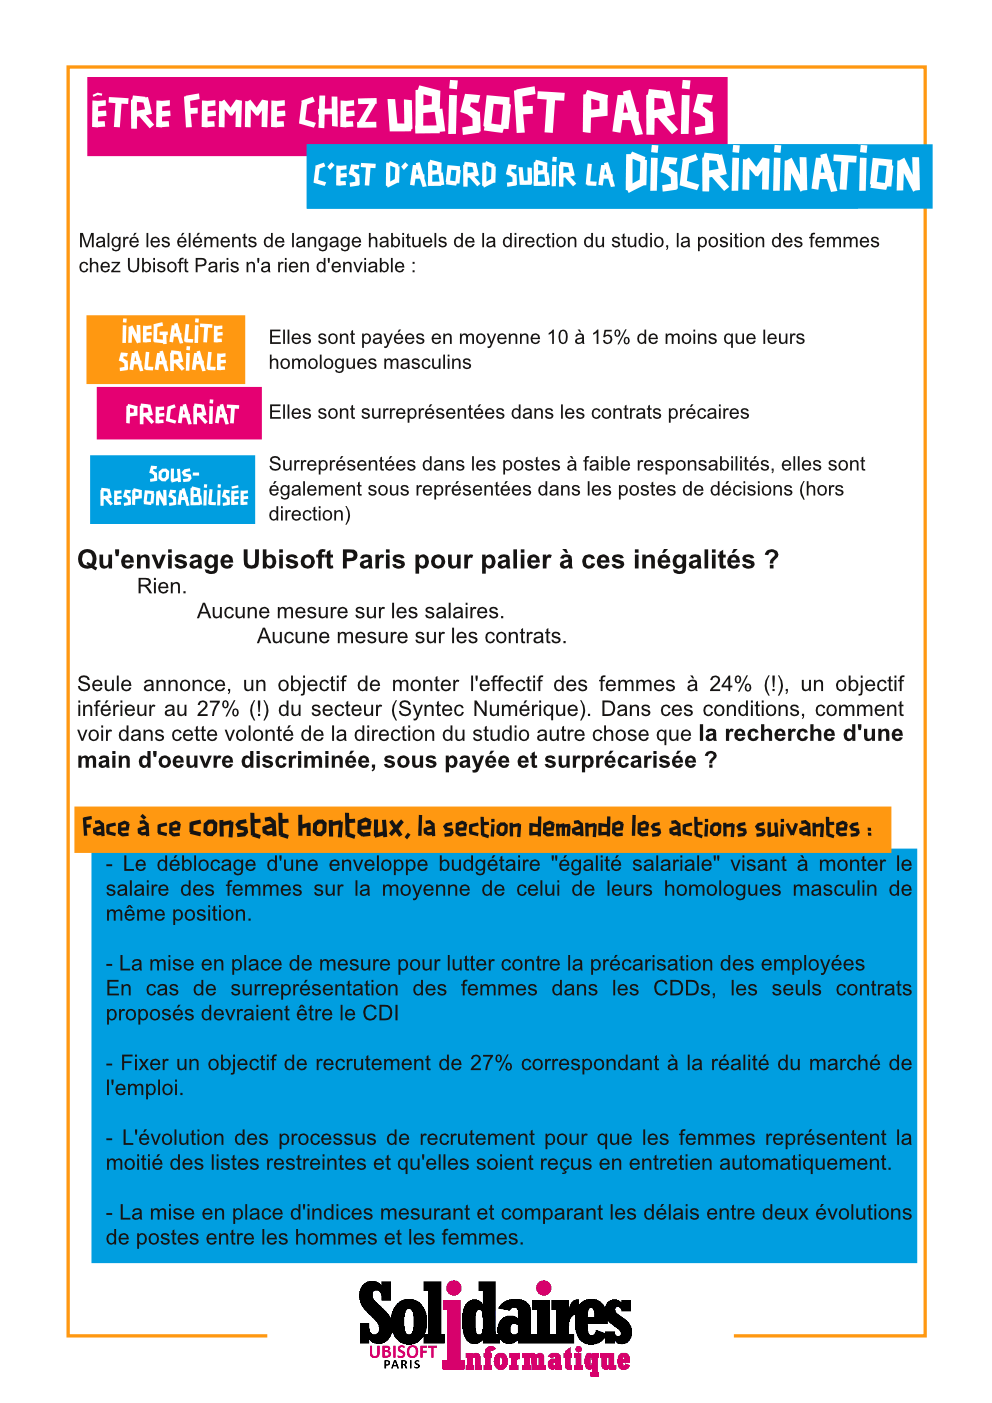 ÊTRE FEMME CHEZ UBISOFT PARIS
C'EST D'ABORD SUBIR LA DISCRIMINATION
Malgré les éléments de langage habituels de la direction du studio, la position des femmes
chez Ubisoft Paris n'a rien d'enviable :
INEGALITE
SALARIALE
Elles sont payées en moyenne 10 à 15% de moins que leurs
homologues masculins
PRECARIAT
Elles sont surreprésentées dans les contrats précaires
SOUS-
RESPONSABILISÉE
Surreprésentées dans les postes à faible responsabilités, elles sont
également sous représentées dans les postes de décisions (hors
direction)
Qu'envisage Ubisoft Paris pour palier à ces inégalités ?
Rien.
Aucune mesure sur les salaires.
Aucune mesure sur les contrats.
Seule annonce, un objectif de monter l'effectif des femmes à 24% (!), un objectif
inférieur au 27% (!) du secteur (Syntec Numérique). Dans ces conditions, comment
voir dans cette volonté de la direction du studio autre chose que la recherche d'une
main d'oeuvre discriminée, sous payée et surprécarisée ?
Face à ce constat honteux, la section demande les actions suivantes :
- Le déblocage d'une enveloppe budgétaire "égalité salariale" visant à monter le
salaire des femmes sur la moyenne de celui de leurs homologues masculin de
même position.
- La mise en place de mesure pour lutter contre la précarisation des employées
En cas de surreprésentation des femmes dans les CDDs, les seuls contrats
proposés devraient être le CDI
- Fixer un objectif de recrutement de 27% correspondant à la réalité du marché de
l'emploi.
- L'évolution des processus de recrutement pour que les femmes représentent la
moitié des listes restreintes et qu'elles soient reçus en entretien automatiquement.
- La mise en place d'indices mesurant et comparant les délais entre deux évolutions
de postes entre les hommes et les femmes.
Solidaires
UBISOFT
PARIS
informatique